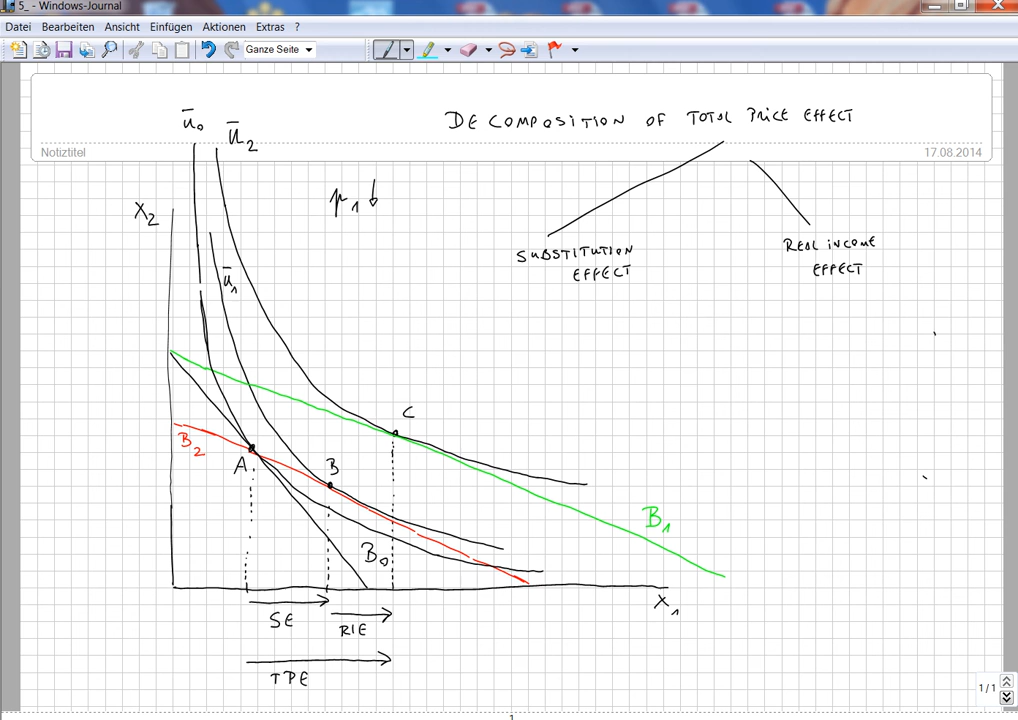 5_ - Windows-Journal
Datei Bearbeiten Ansicht Einfügen Aktionen Extras ?
Ganze Seite
DECOMPOSITION OF TOTAL PRICE EFFECT
Notiztitel
17.08.2014
ū₀
ū₂
p₁ ↓
X₂
SUBSTITUTION
EFFECT
REAL INCOME
EFFECT
ū₁
C
B₂
A
B
B₁
B₀
X₁
SE
RIE
TPE
1/1
1